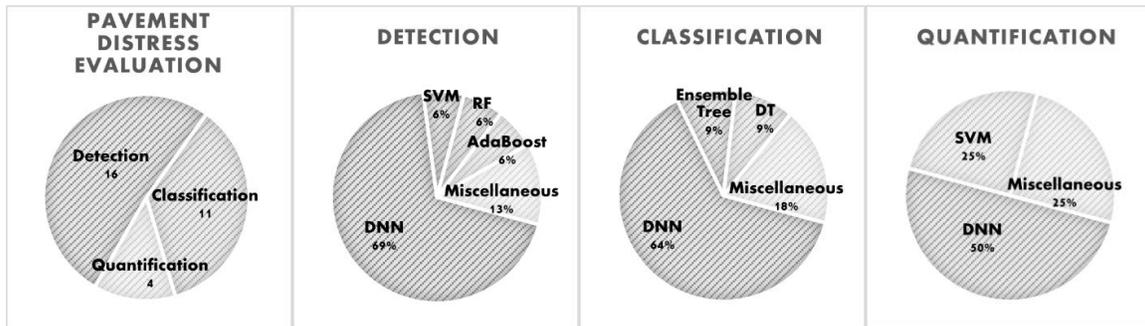 PAVEMENT
DISTRESS
EVALUATION
Detection
16
Classification
11
Quantification
4
DETECTION
SVM
6%
RF
6%
AdaBoost
6%
Miscellaneous
13%
DNN
69%
CLASSIFICATION
Ensemble
Tree
9%
DT
9%
Miscellaneous
18%
DNN
64%
QUANTIFICATION
SVM
25%
Miscellaneous
25%
DNN
50%